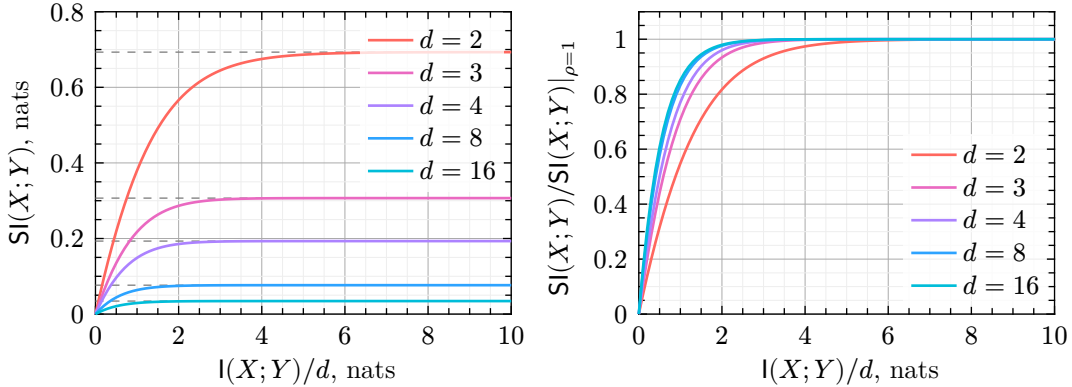 SI(X; Y), nats
0.8
0.6
0.4
0.2
0
0 2 4 6 8 10
I(X; Y)/d, nats
d = 2
d = 3
d = 4
d = 8
d = 16
SI(X; Y)/SI(X; Y)|ρ=1
1
0.8
0.6
0.4
0.2
0
0 2 4 6 8 10
I(X; Y)/d, nats
d = 2
d = 3
d = 4
d = 8
d = 16